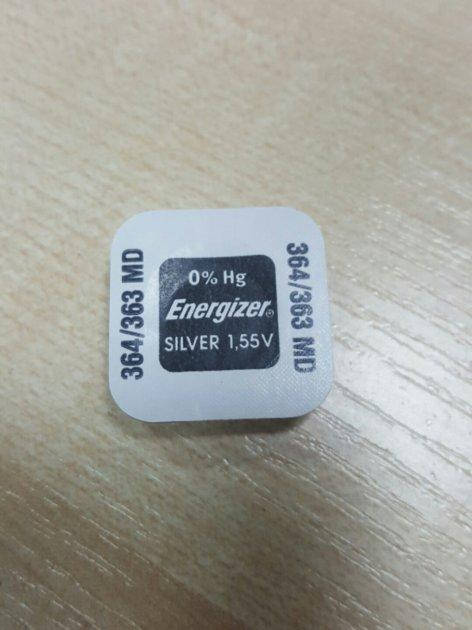 364/363 MD
0% Hg
Energizer®
SILVER 1,55V
364/363 MD